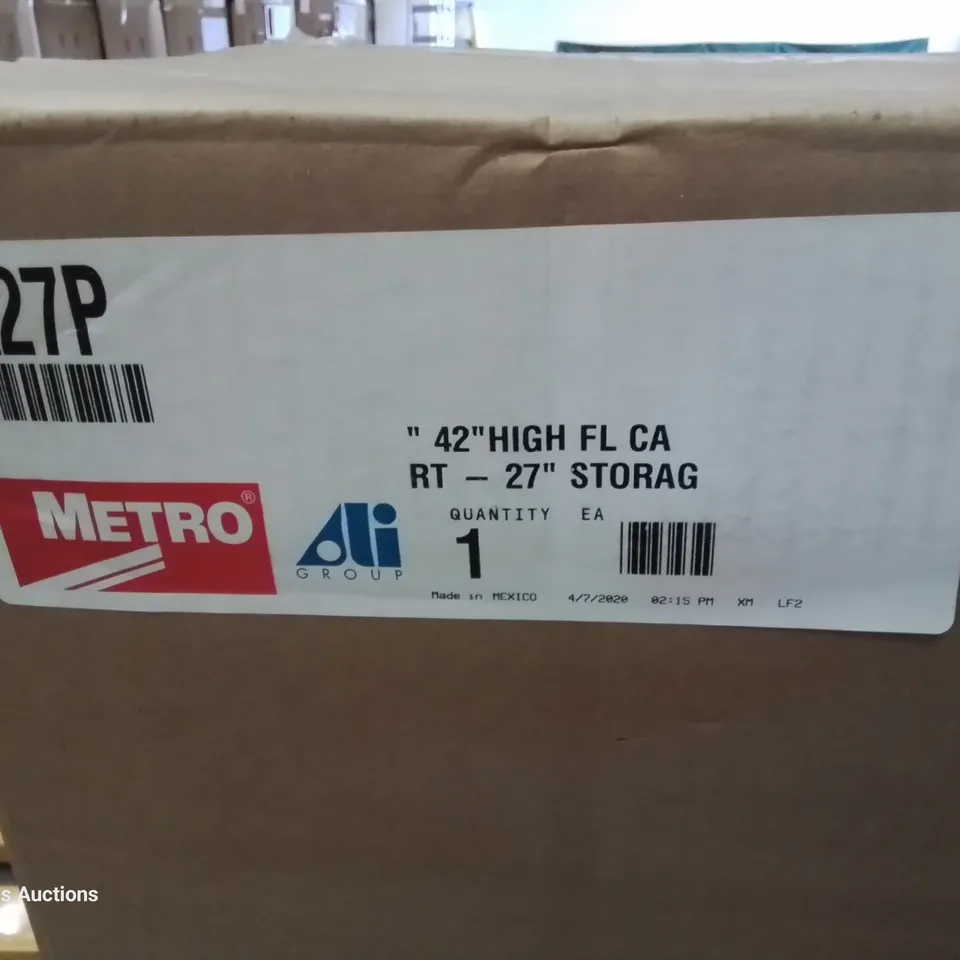 27P
" 42"HIGH FL CA
RT – 27" STORAG
METRO®
Ali
GROUP
QUANTITY EA
1
Made in MEXICO 4/7/2020 02:15 PM XM LF2
s Auctions